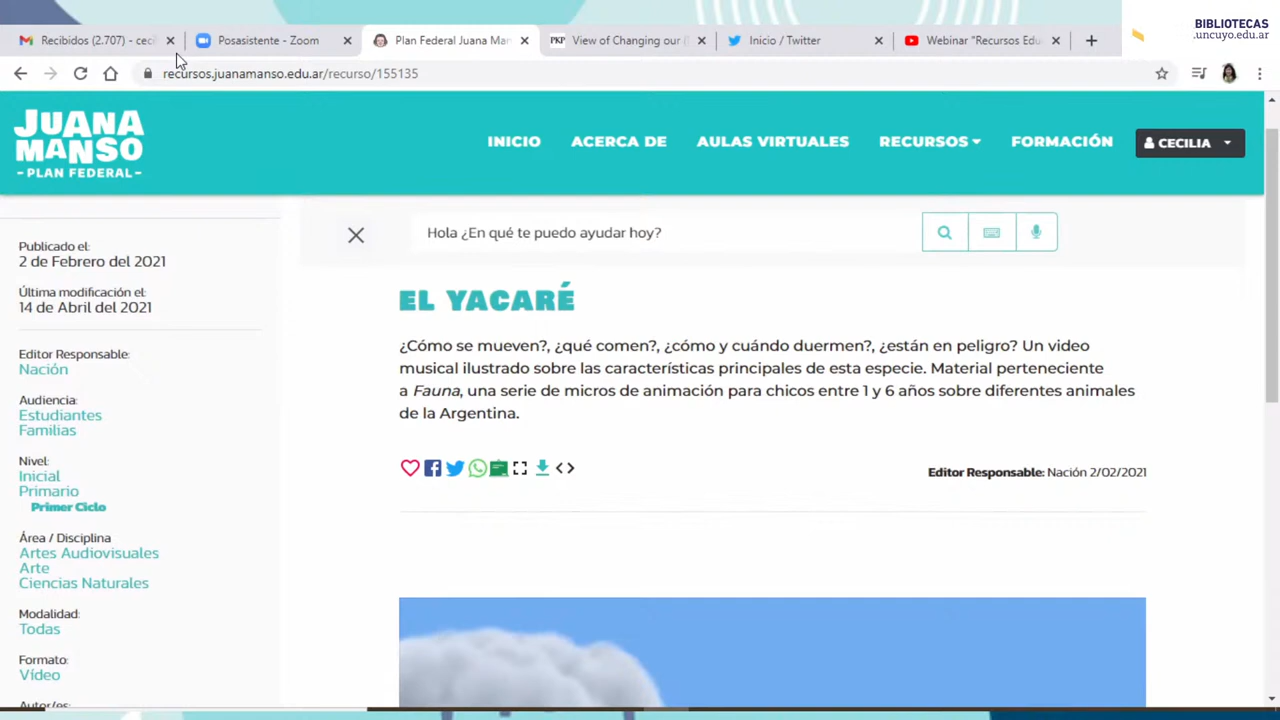 BIBLIOTECAS
.uncuyo.edu.ar
Recibidos (2.707) - ceci
Posasistente - Zoom
Plan Federal Juana Man
PKP View of Changing our (
Inicio / Twitter
Webinar "Recursos Edu
recursos.juanamanso.edu.ar/recurso/155135
JUANA
MANSO
- PLAN FEDERAL -
INICIO
ACERCA DE
AULAS VIRTUALES
RECURSOS
FORMACIÓN
CECILIA
Publicado el:
2 de Febrero del 2021
Última modificación el:
14 de Abril del 2021
Editor Responsable:
Nación
Audiencia:
Estudiantes
Familias
Nivel:
Inicial
Primario
Primer Ciclo
Área / Disciplina
Artes Audiovisuales
Arte
Ciencias Naturales
Modalidad:
Todas
Formato:
Vídeo
Autor/es:
Hola ¿En qué te puedo ayudar hoy?
EL YACARÉ
¿Cómo se mueven?, ¿qué comen?, ¿cómo y cuándo duermen?, ¿están en peligro? Un video
musical ilustrado sobre las características principales de esta especie. Material perteneciente
a Fauna, una serie de micros de animación para chicos entre 1 y 6 años sobre diferentes animales
de la Argentina.
Editor Responsable: Nación 2/02/2021